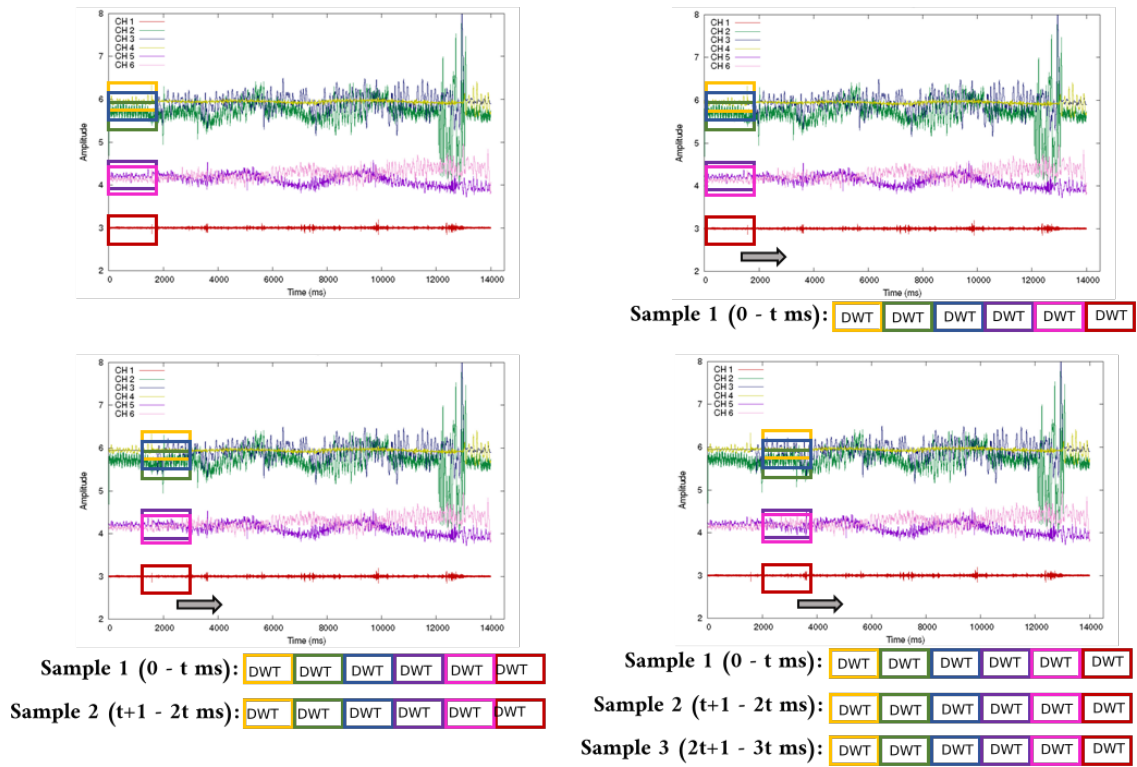 8
7
6
5
4
3
2
Amplitude
CH 1
CH 2
CH 3
CH 4
CH 5
CH 6
0 2000 4000 6000 8000 10000 12000 14000
Time (ms)
8
7
6
5
4
3
2
Amplitude
CH 1
CH 2
CH 3
CH 4
CH 5
CH 6
0 2000 4000 6000 8000 10000 12000 14000
Time (ms)
Sample 1 (0 - t ms): DWT DWT DWT DWT DWT DWT
8
7
6
5
4
3
2
Amplitude
CH 1
CH 2
CH 3
CH 4
CH 5
CH 6
0 2000 4000 6000 8000 10000 12000 14000
Time (ms)
Sample 1 (0 - t ms): DWT DWT DWT DWT DWT DWT
Sample 2 (t+1 - 2t ms): DWT DWT DWT DWT DWT DWT
8
7
6
5
4
3
2
Amplitude
CH 1
CH 2
CH 3
CH 4
CH 5
CH 6
0 2000 4000 6000 8000 10000 12000 14000
Time (ms)
Sample 1 (0 - t ms): DWT DWT DWT DWT DWT DWT
Sample 2 (t+1 - 2t ms): DWT DWT DWT DWT DWT DWT
Sample 3 (2t+1 - 3t ms): DWT DWT DWT DWT DWT DWT